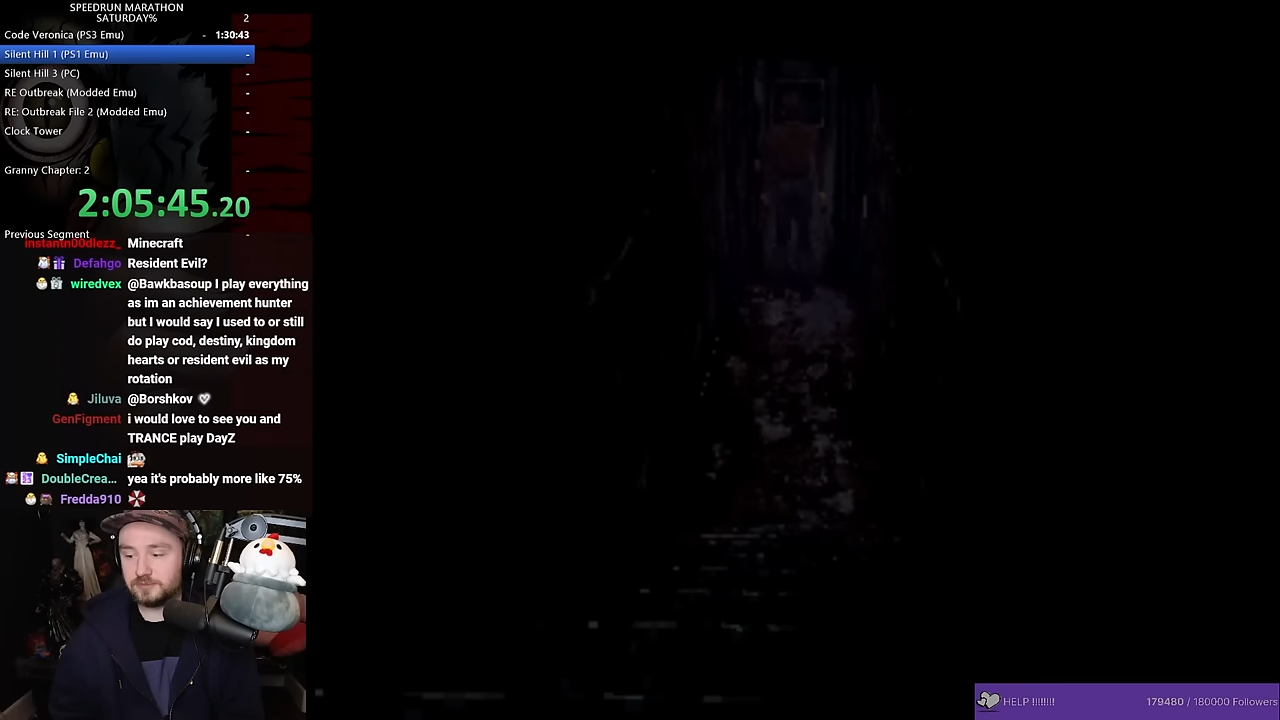 SPEEDRUN MARATHON
SATURDAY% 2
Code Veronica (PS3 Emu) - 1:30:43
Silent Hill 1 (PS1 Emu) -
Silent Hill 3 (PC) -
RE Outbreak (Modded Emu) -
RE: Outbreak File 2 (Modded Emu) -
Clock Tower -
Granny Chapter: 2 -
2:05:45.20
Previous Segment -
instantn00dlezz_ Minecraft
Defahgo Resident Evil?
wiredvex @Bawkbasoup I play everything
as im an achievement hunter
but I would say I used to or still
do play cod, destiny, kingdom
hearts or resident evil as my
rotation
Jiluva @Borshkov
GenFigment i would love to see you and
TRANCE play DayZ
SimpleChai
DoubleCrea... yea it's probably more like 75%
Fredda910
HELP !!!!!!!! 179480 / 180000 Followers